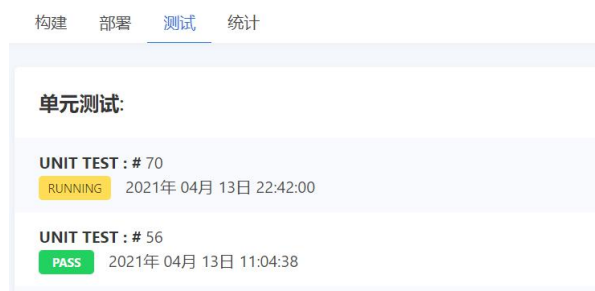 构建 部署 测试 统计
单元测试:
UNIT TEST : # 70
RUNNING 2021年 04月 13日 22:42:00
UNIT TEST : # 56
PASS 2021年 04月 13日 11:04:38